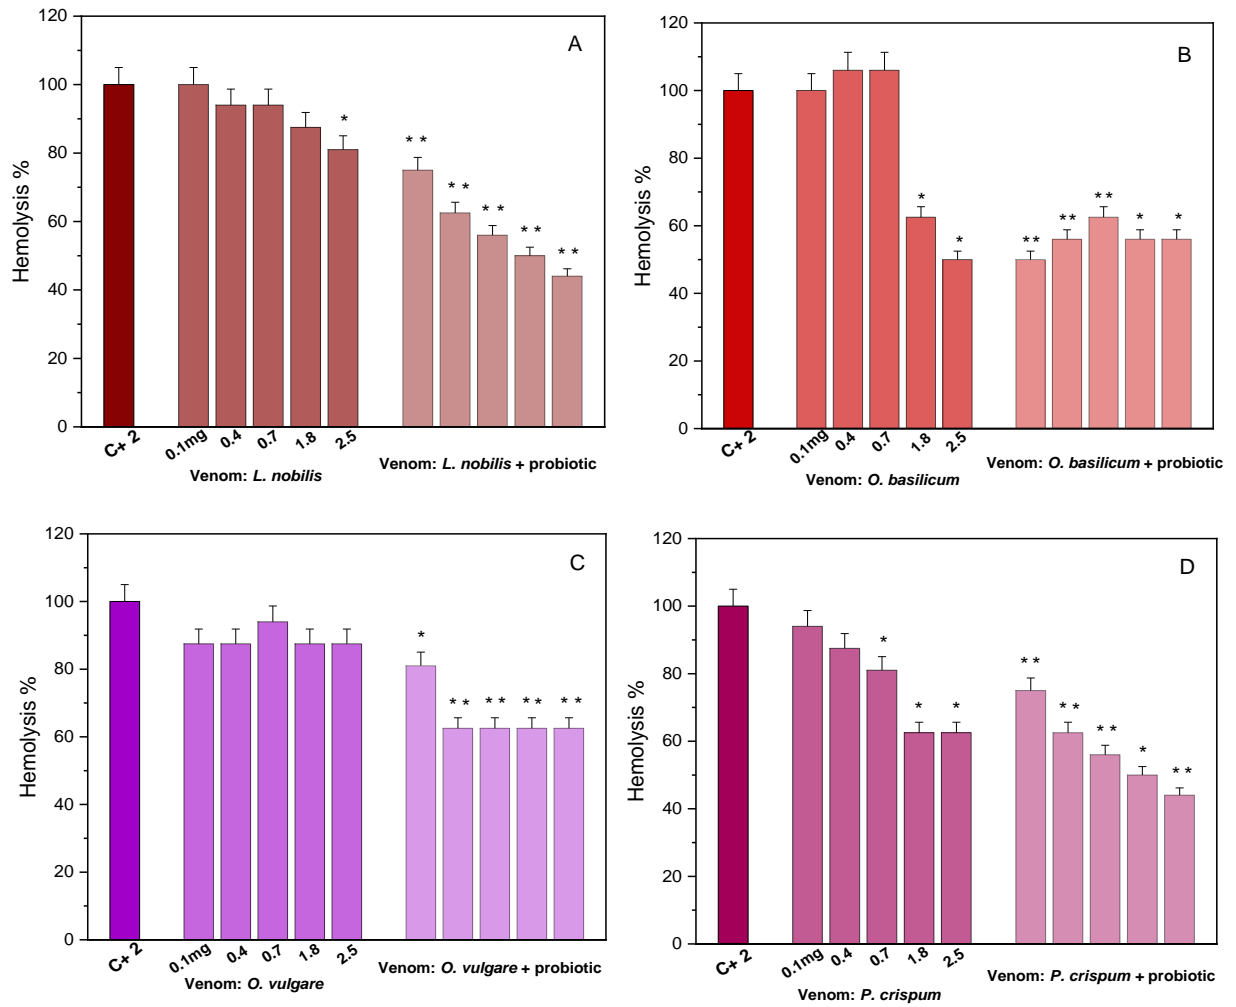 A
Hemolysis %
120
100
80
60
40
20
0
* * * * * * * * * * *
C+ 2 0.1mg 0.4 0.7 1.8 2.5
Venom: L. nobilis
Venom: L. nobilis + probiotic
B
Hemolysis %
120
100
80
60
40
20
0
* * ** ** ** * *
C+ 2 0.1mg 0.4 0.7 1.8 2.5
Venom: O. basilicum
Venom: O. basilicum + probiotic
C
Hemolysis %
120
100
80
60
40
20
0
* * * * * * * * *
C+ 2 0.1mg 0.4 0.7 1.8 2.5
Venom: O. vulgare
Venom: O. vulgare + probiotic
D
Hemolysis %
120
100
80
60
40
20
0
* * * * * * * * * * * *
C+ 2 0.1mg 0.4 0.7 1.8 2.5
Venom: P. crispum
Venom: P. crispum + probiotic